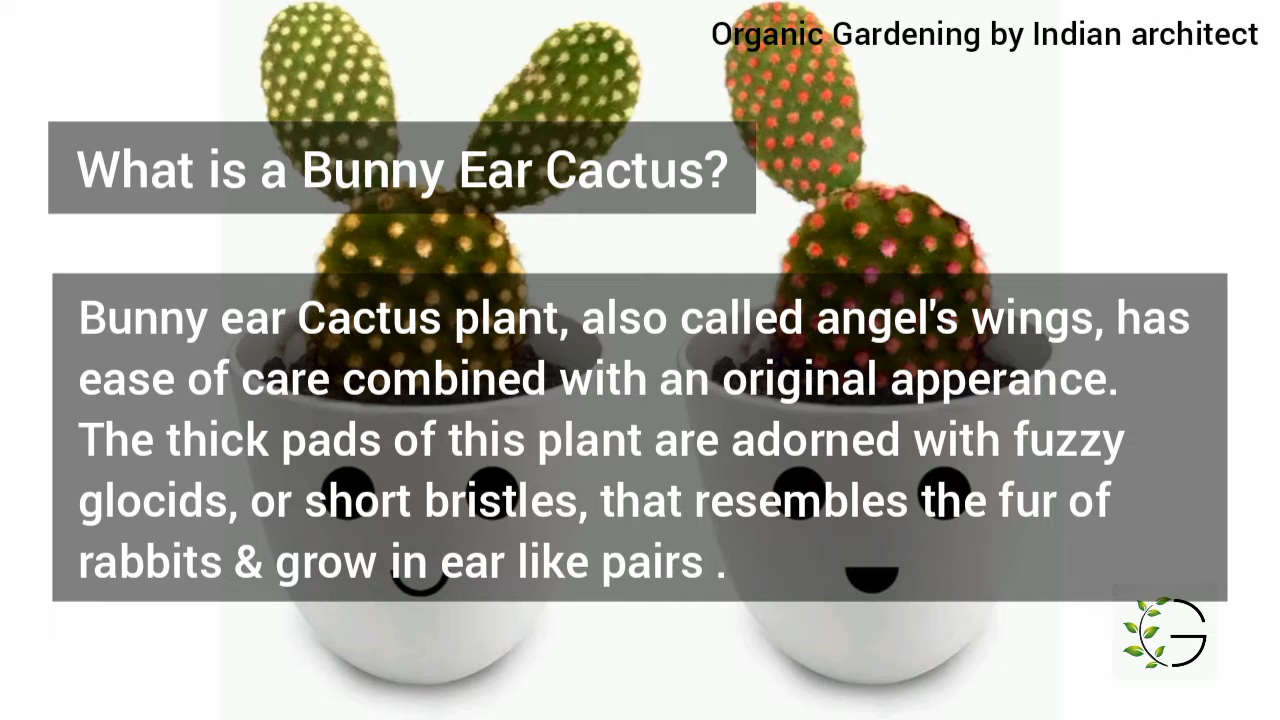 Organic Gardening by Indian architect
What is a Bunny Ear Cactus?
Bunny ear Cactus plant, also called angel's wings, has
ease of care combined with an original apperance.
The thick pads of this plant are adorned with fuzzy
glocids, or short bristles, that resembles the fur of
rabbits & grow in ear like pairs .
G